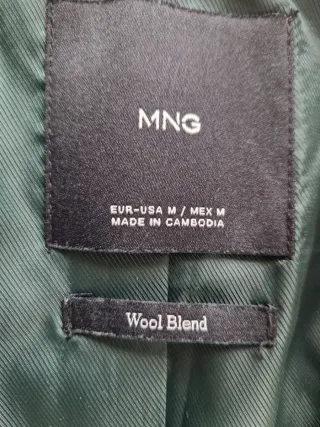 MNG
EUR-USA M / MEX M
MADE IN CAMBODIA
Wool Blend